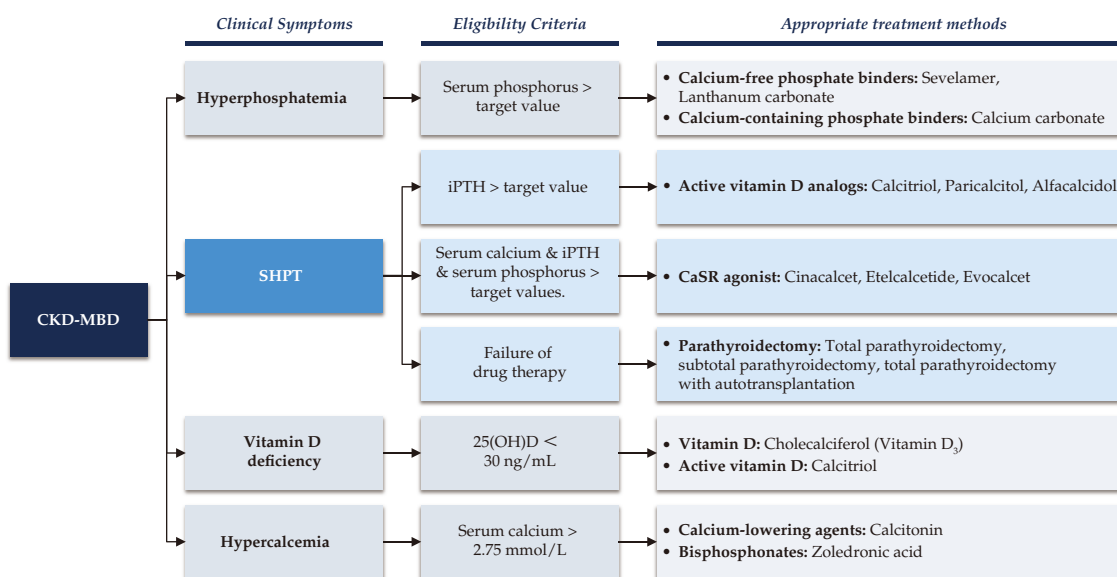 Clinical Symptoms
Eligibility Criteria
Appropriate treatment methods
CKD-MBD
Hyperphosphatemia
Serum phosphorus >
target value
• Calcium-free phosphate binders: Sevelamer,
Lanthanum carbonate
• Calcium-containing phosphate binders: Calcium carbonate
SHPT
iPTH > target value
• Active vitamin D analogs: Calcitriol, Paricalcitol, Alfacalcidol
Serum calcium & iPTH
& serum phosphorus >
target values.
• CaSR agonist: Cinacalcet, Etelcalcetide, Evocalcet
Failure of
drug therapy
• Parathyroidectomy: Total parathyroidectomy,
subtotal parathyroidectomy, total parathyroidectomy
with autotransplantation
Vitamin D
deficiency
25(OH)D <
30 ng/mL
• Vitamin D: Cholecalciferol (Vitamin D₃)
• Active vitamin D: Calcitriol
Hypercalcemia
Serum calcium >
2.75 mmol/L
• Calcium-lowering agents: Calcitonin
• Bisphosphonates: Zoledronic acid